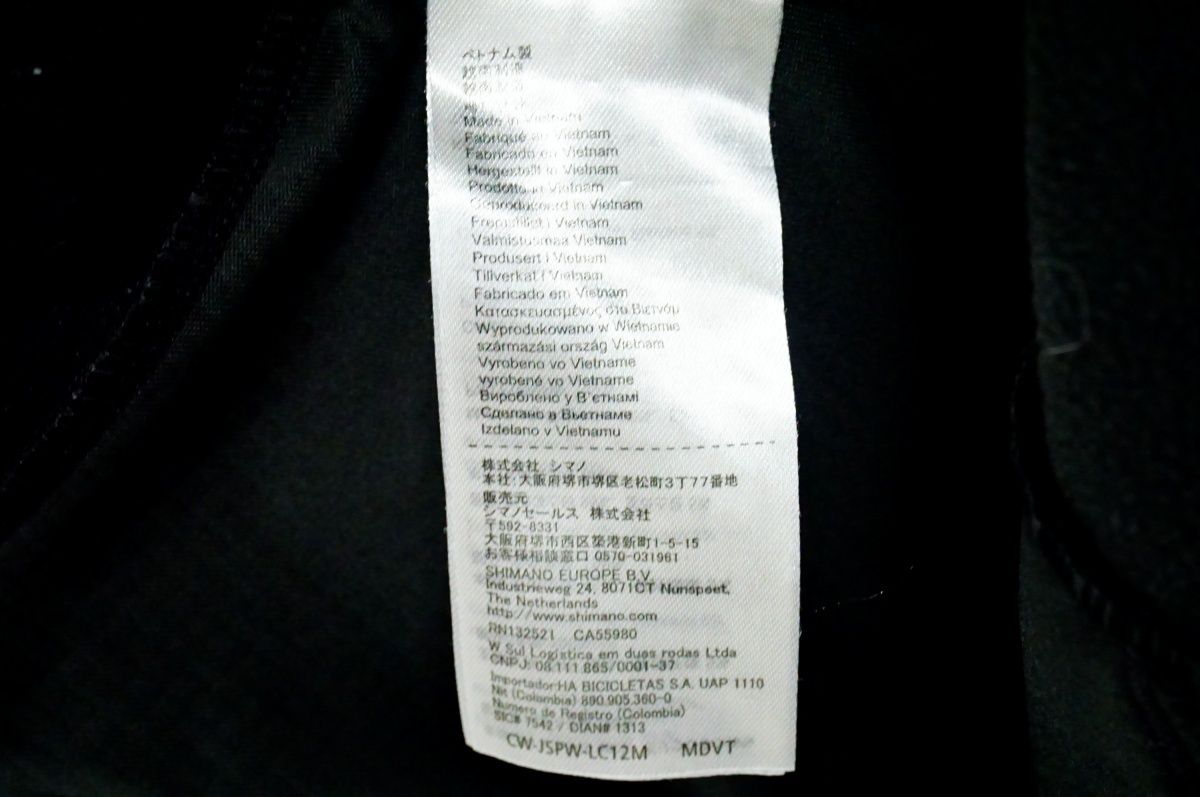 ベトナム製
Made in Vietnam
Fabriqué au Vietnam
Fabricado en Vietnam
Hergestellt in Vietnam
Prodotto in Vietnam
Geproduceerd in Vietnam
Fremstillet i Vietnam
Valmistusmaa Vietnam
Produsert i Vietnam
Tillverkat i Vietnam
Fabricado em Vietnam
Κατασκευασμένος στο Βιετνάμ
Wyprodukowano w Wietnamie
származási ország Vietnam
Vyrobeno vo Vietname
vyrobené vo Vietname
Вироблено у В'єтнамі
Сделано в Вьетнаме
Izdelano v Vietnamu
株式会社 シマノ
本社:大阪府堺市堺区老松町3丁77番地
販売元
シマノセールス 株式会社
〒592-8331
大阪府堺市西区築港新町1-5-15
お客様相談窓口 0570-031961
SHIMANO EUROPE B.V.
Industrieweg 24, 8071CT Nunspeet,
The Netherlands
http://www.shimano.com
RN132521 CA55980
W Sul Logistica em duas rodas Ltda
CNPJ: 08.111.865/0001-37
Importador:HA BICICLETAS S.A. UAP 1110
Nit (Colombia) 890.905.360-0
Numero de Registro (Colombia)
SIC# 7542 / DIAN# 1313
CW-JSPW-LC12M MDVT